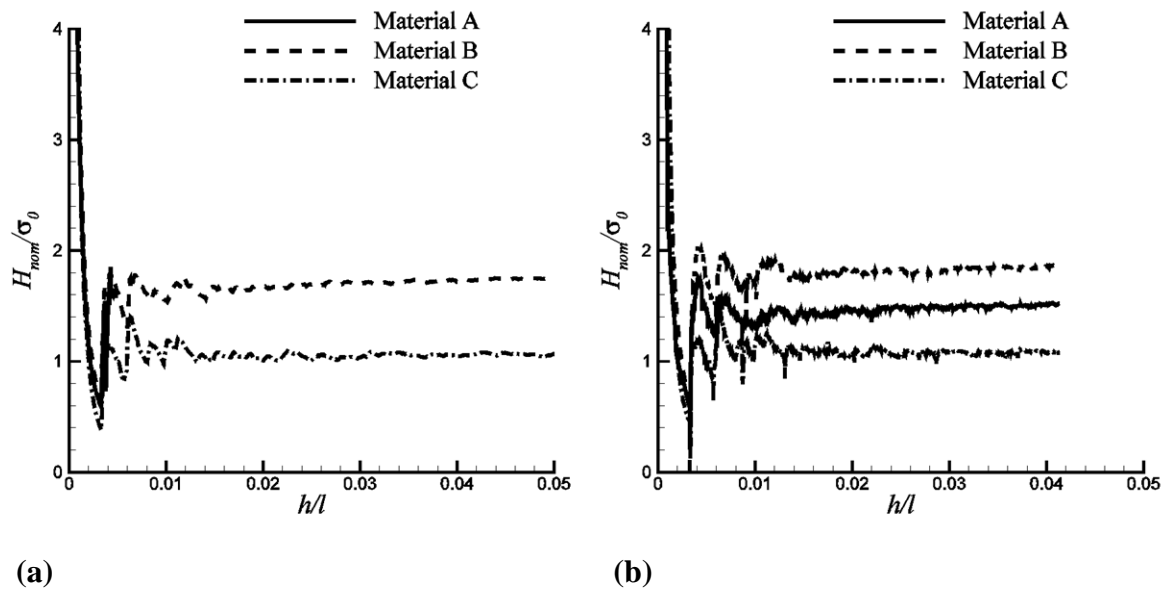 Material A
Material B
Material C
4
3
2
1
0
H_nom/σ_0
0 0.01 0.02 0.03 0.04 0.05
h/l
(a)
Material A
Material B
Material C
4
3
2
1
0
H_nom/σ_0
0 0.01 0.02 0.03 0.04 0.05
h/l
(b)